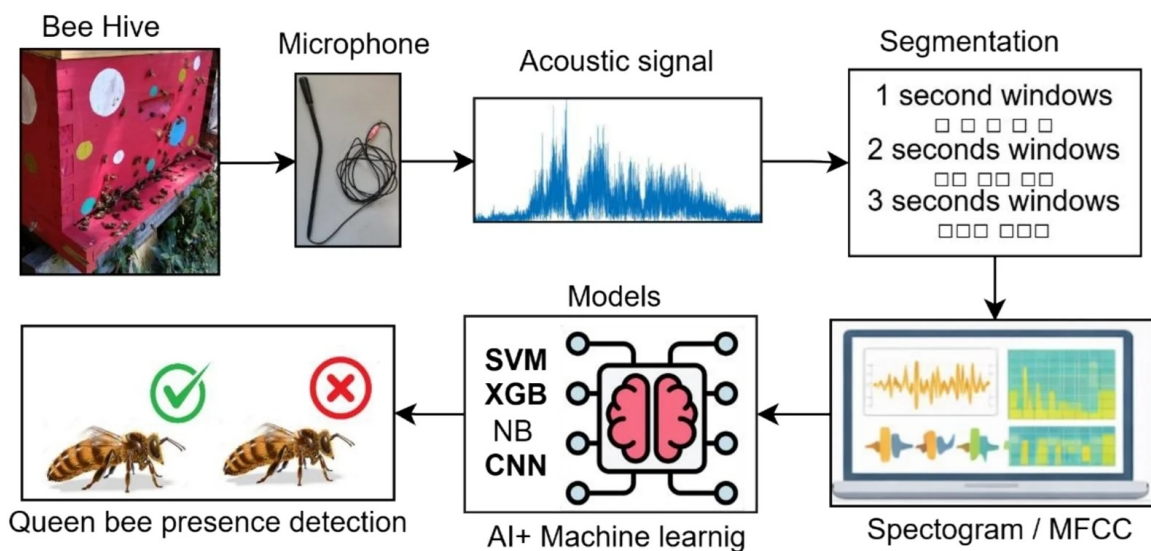 Bee Hive
Microphone
Acoustic signal
Segmentation
1 second windows
2 seconds windows
3 seconds windows
Models
SVM
XGB
NB
CNN
Queen bee presence detection
AI+ Machine learnig
Spectogram / MFCC